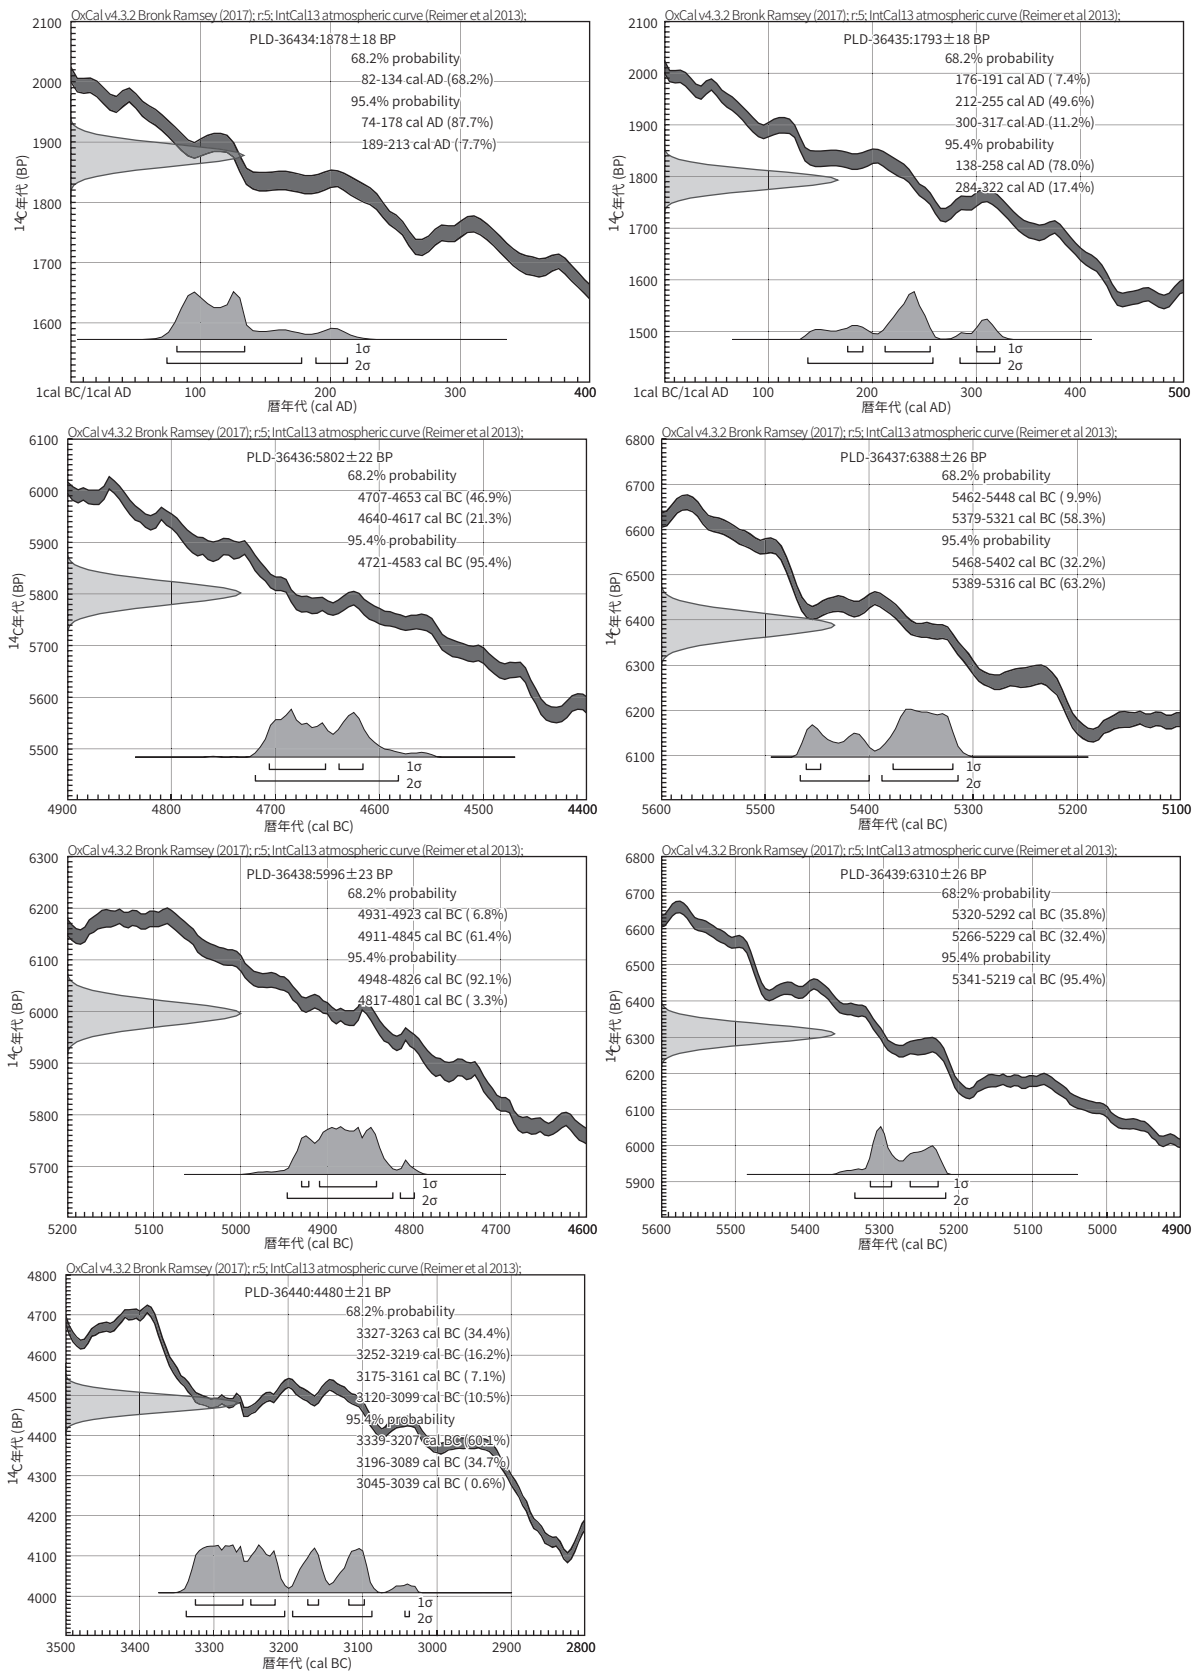 OxCal v4.3.2 Bronk Ramsey (2017); r:5; IntCal13 atmospheric curve (Reimer et al 2013);
PLD-36434:1878±18 BP
68.2% probability
82-134 cal AD (68.2%)
95.4% probability
74-178 cal AD (87.7%)
189-213 cal AD ( 7.7%)
2100
2000
1900
1800
1700
1600
14C年代 (BP)
1σ
2σ
1cal BC/1cal AD 100 200 300 400
暦年代 (cal AD)
OxCal v4.3.2 Bronk Ramsey (2017); r:5; IntCal13 atmospheric curve (Reimer et al 2013);
PLD-36435:1793±18 BP
68.2% probability
176-191 cal AD ( 7.4%)
212-255 cal AD (49.6%)
300-317 cal AD (11.2%)
95.4% probability
138-258 cal AD (78.0%)
284-322 cal AD (17.4%)
2100
2000
1900
1800
1700
1600
1500
14C年代 (BP)
1σ
2σ
1cal BC/1cal AD 100 200 300 400 500
暦年代 (cal AD)
OxCal v4.3.2 Bronk Ramsey (2017); r:5; IntCal13 atmospheric curve (Reimer et al 2013);
PLD-36436:5802±22 BP
68.2% probability
4707-4653 cal BC (46.9%)
4640-4617 cal BC (21.3%)
95.4% probability
4721-4583 cal BC (95.4%)
6100
6000
5900
5800
5700
5600
5500
14C年代 (BP)
1σ
2σ
4900 4800 4700 4600 4500 4400
暦年代 (cal BC)
OxCal v4.3.2 Bronk Ramsey (2017); r:5; IntCal13 atmospheric curve (Reimer et al 2013);
PLD-36437:6388±26 BP
68.2% probability
5462-5448 cal BC ( 9.9%)
5379-5321 cal BC (58.3%)
95.4% probability
5468-5402 cal BC (32.2%)
5389-5316 cal BC (63.2%)
6800
6700
6600
6500
6400
6300
6200
6100
14C年代 (BP)
1σ
2σ
5600 5500 5400 5300 5200 5100
暦年代 (cal BC)
OxCal v4.3.2 Bronk Ramsey (2017); r:5; IntCal13 atmospheric curve (Reimer et al 2013);
PLD-36438:5996±23 BP
68.2% probability
4931-4923 cal BC ( 6.8%)
4911-4845 cal BC (61.4%)
95.4% probability
4948-4826 cal BC (92.1%)
4817-4801 cal BC ( 3.3%)
6300
6200
6100
6000
5900
5800
5700
14C年代 (BP)
1σ
2σ
5200 5100 5000 4900 4800 4700 4600
暦年代 (cal BC)
OxCal v4.3.2 Bronk Ramsey (2017); r:5; IntCal13 atmospheric curve (Reimer et al 2013);
PLD-36439:6310±26 BP
68.2% probability
5320-5292 cal BC (35.8%)
5266-5229 cal BC (32.4%)
95.4% probability
5341-5219 cal BC (95.4%)
6800
6700
6600
6500
6400
6300
6200
6100
6000
5900
14C年代 (BP)
1σ
2σ
5600 5500 5400 5300 5200 5100 5000 4900
暦年代 (cal BC)
OxCal v4.3.2 Bronk Ramsey (2017); r:5; IntCal13 atmospheric curve (Reimer et al 2013);
PLD-36440:4480±21 BP
68.2% probability
3327-3263 cal BC (34.4%)
3252-3219 cal BC (16.2%)
3175-3161 cal BC ( 7.1%)
3120-3099 cal BC (10.5%)
95.4% probability
3339-3207 cal BC (60.1%)
3196-3089 cal BC (34.7%)
3045-3039 cal BC ( 0.6%)
4800
4700
4600
4500
4400
4300
4200
4100
4000
14C年代 (BP)
1σ
2σ
3500 3400 3300 3200 3100 3000 2900 2800
暦年代 (cal BC)